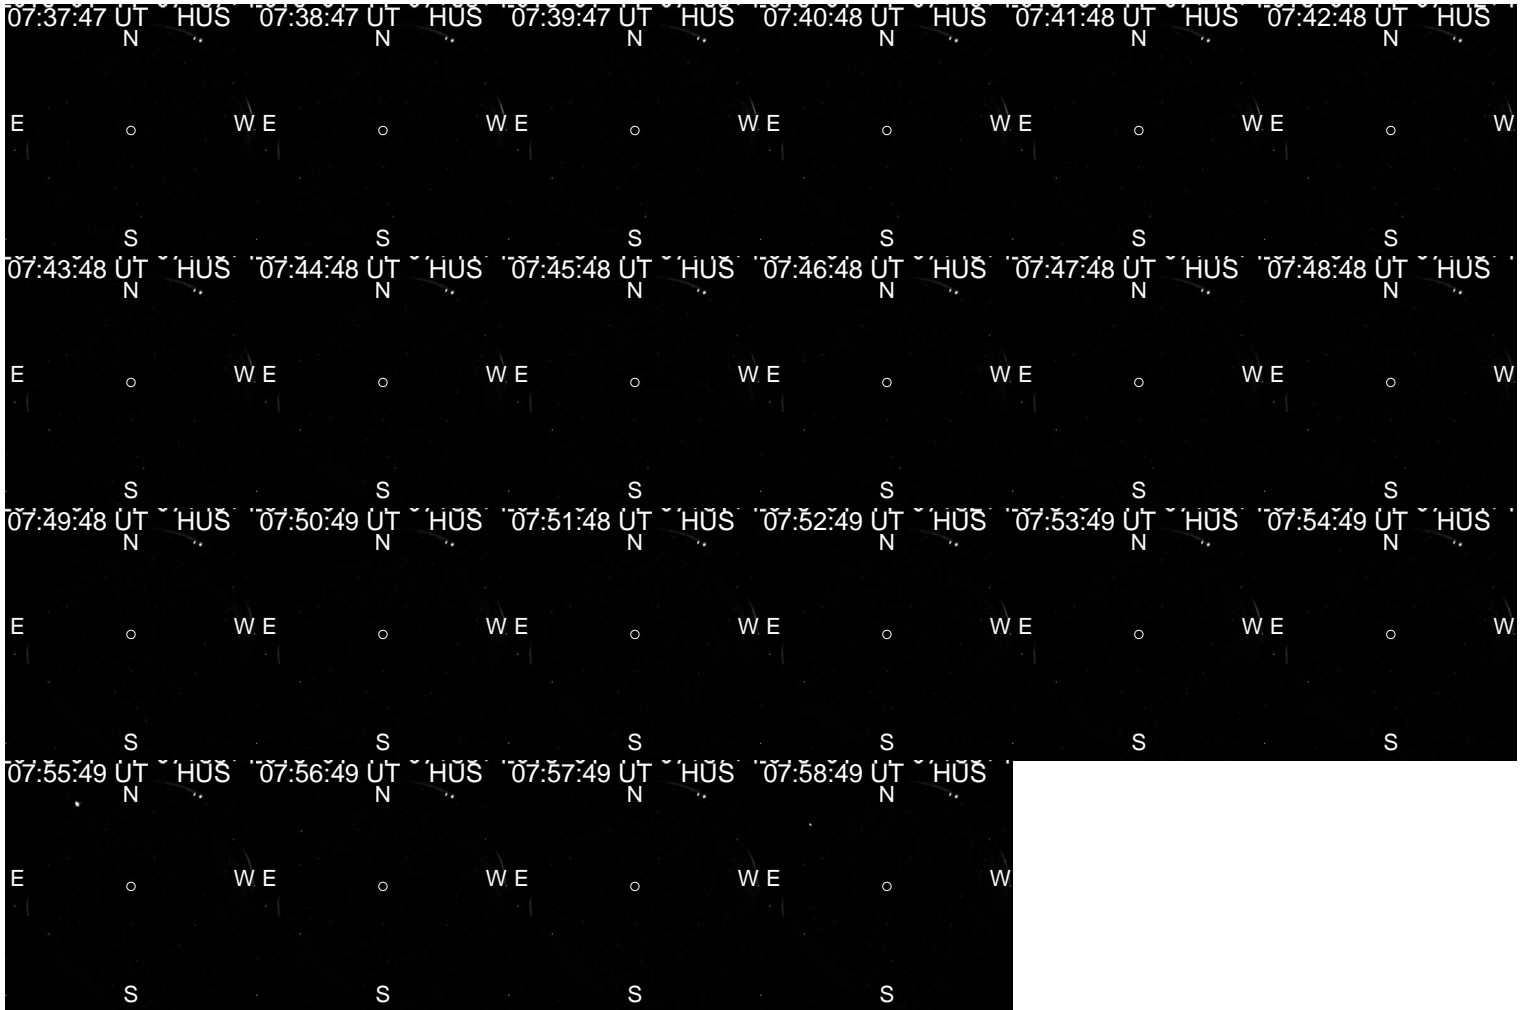 07:37:47 UT HUS 07:38:47 UT HUS 07:39:47 UT HUS 07:40:48 UT HUS 07:41:48 UT HUS 07:42:48 UT HUS
N N N N N N
E W E W E W E W E W E W
S S S S S S
07:43:48 UT HUS 07:44:48 UT HUS 07:45:48 UT HUS 07:46:48 UT HUS 07:47:48 UT HUS 07:48:48 UT HUS
N N N N N N
E W E W E W E W E W E W
S S S S S S
07:49:48 UT HUS 07:50:49 UT HUS 07:51:48 UT HUS 07:52:49 UT HUS 07:53:49 UT HUS 07:54:49 UT HUS
N N N N N N
E W E W E W E W E W E W
S S S S S S
07:55:49 UT HUS 07:56:49 UT HUS 07:57:49 UT HUS 07:58:49 UT HUS
N N N N
E W E W E W E W
S S S S